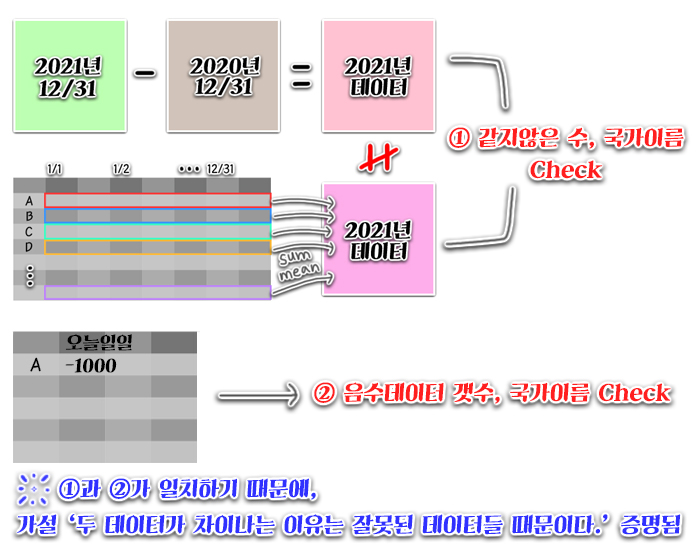 2021년
12/31
-
2020년
12/31
=
2021년
데이터
① 같지않은 수, 국가이름
Check
1/1 1/2 ••• 12/31
A
B
C
D
sum
mean
2021년
데이터
오늘일일
A -1000
② 음수데이터 갯수, 국가이름 Check
①과 ②가 일치하기 때문에,
가설 ‘두 데이터가 차이나는 이유는 잘못된 데이터들 때문이다.’ 증명됨